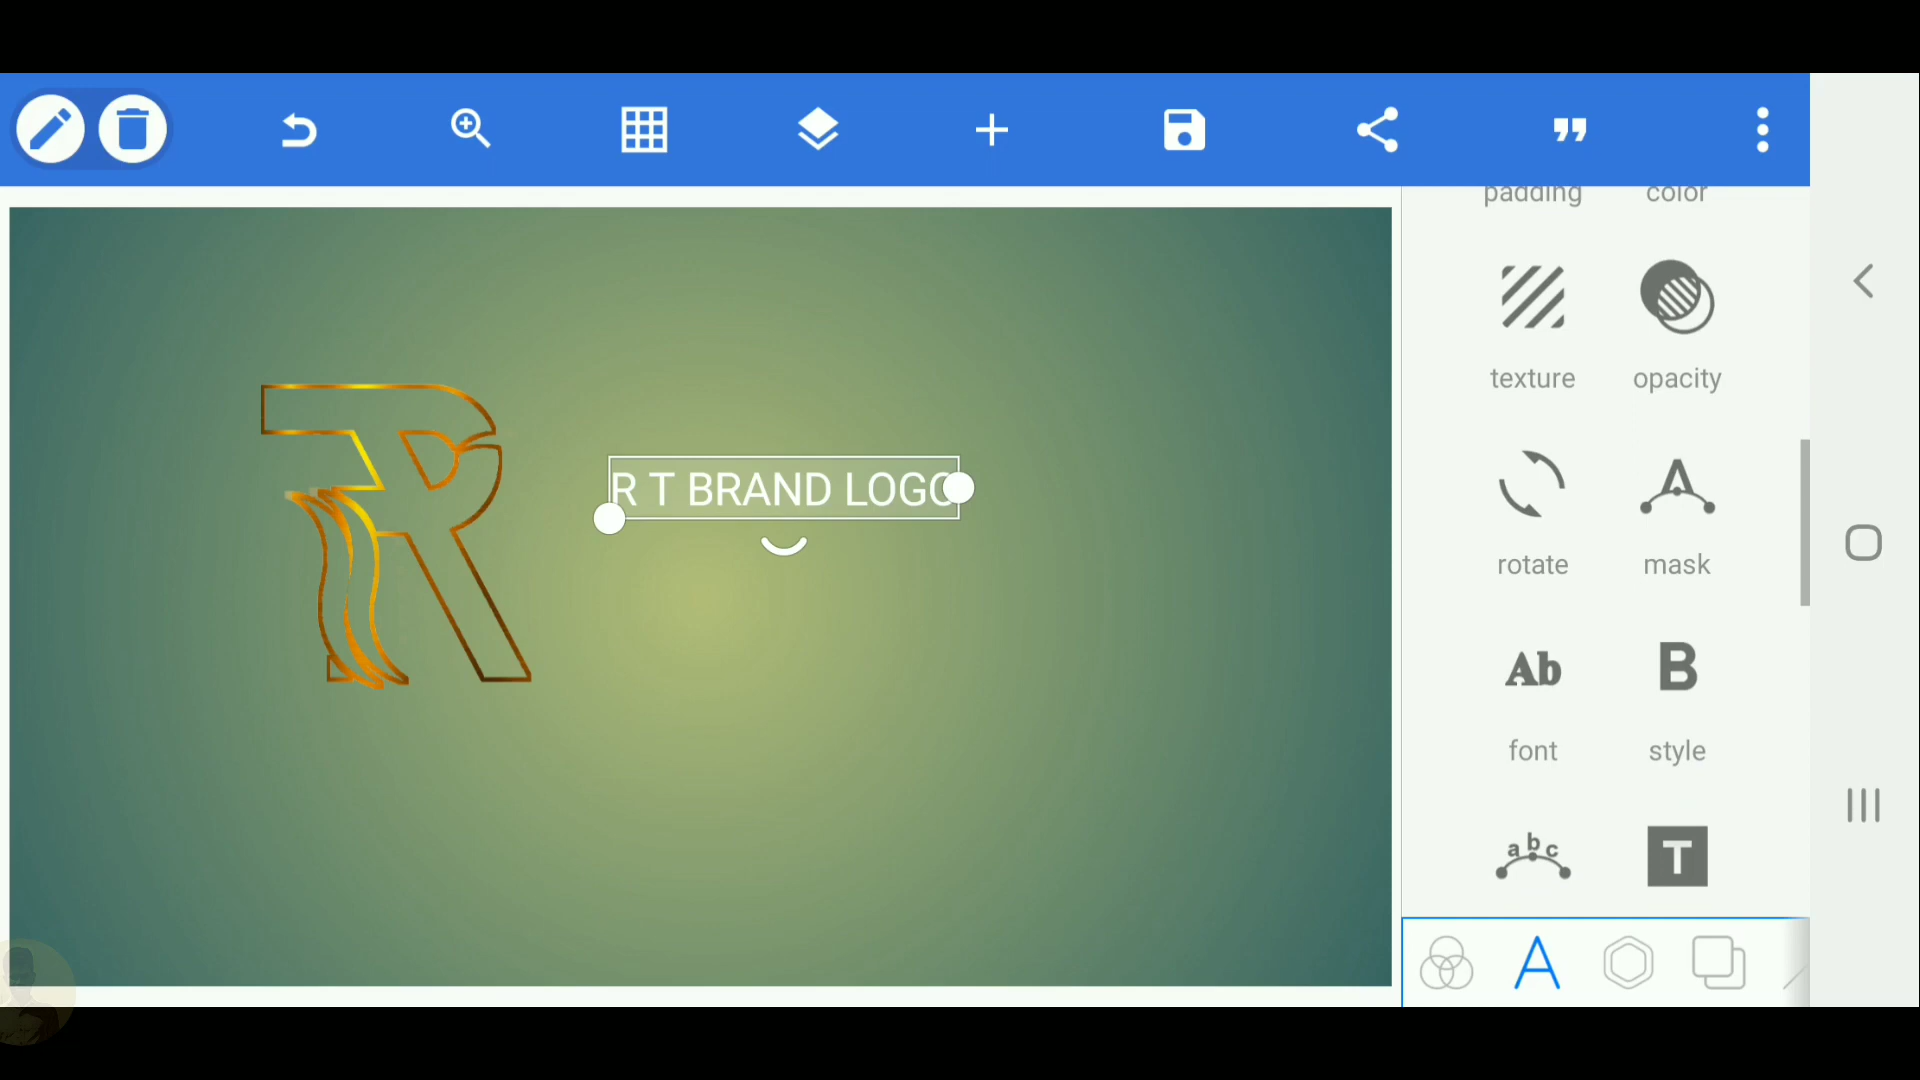 padding color
texture opacity
R T BRAND LOGO
rotate mask
Ab B
font style
abc T
A